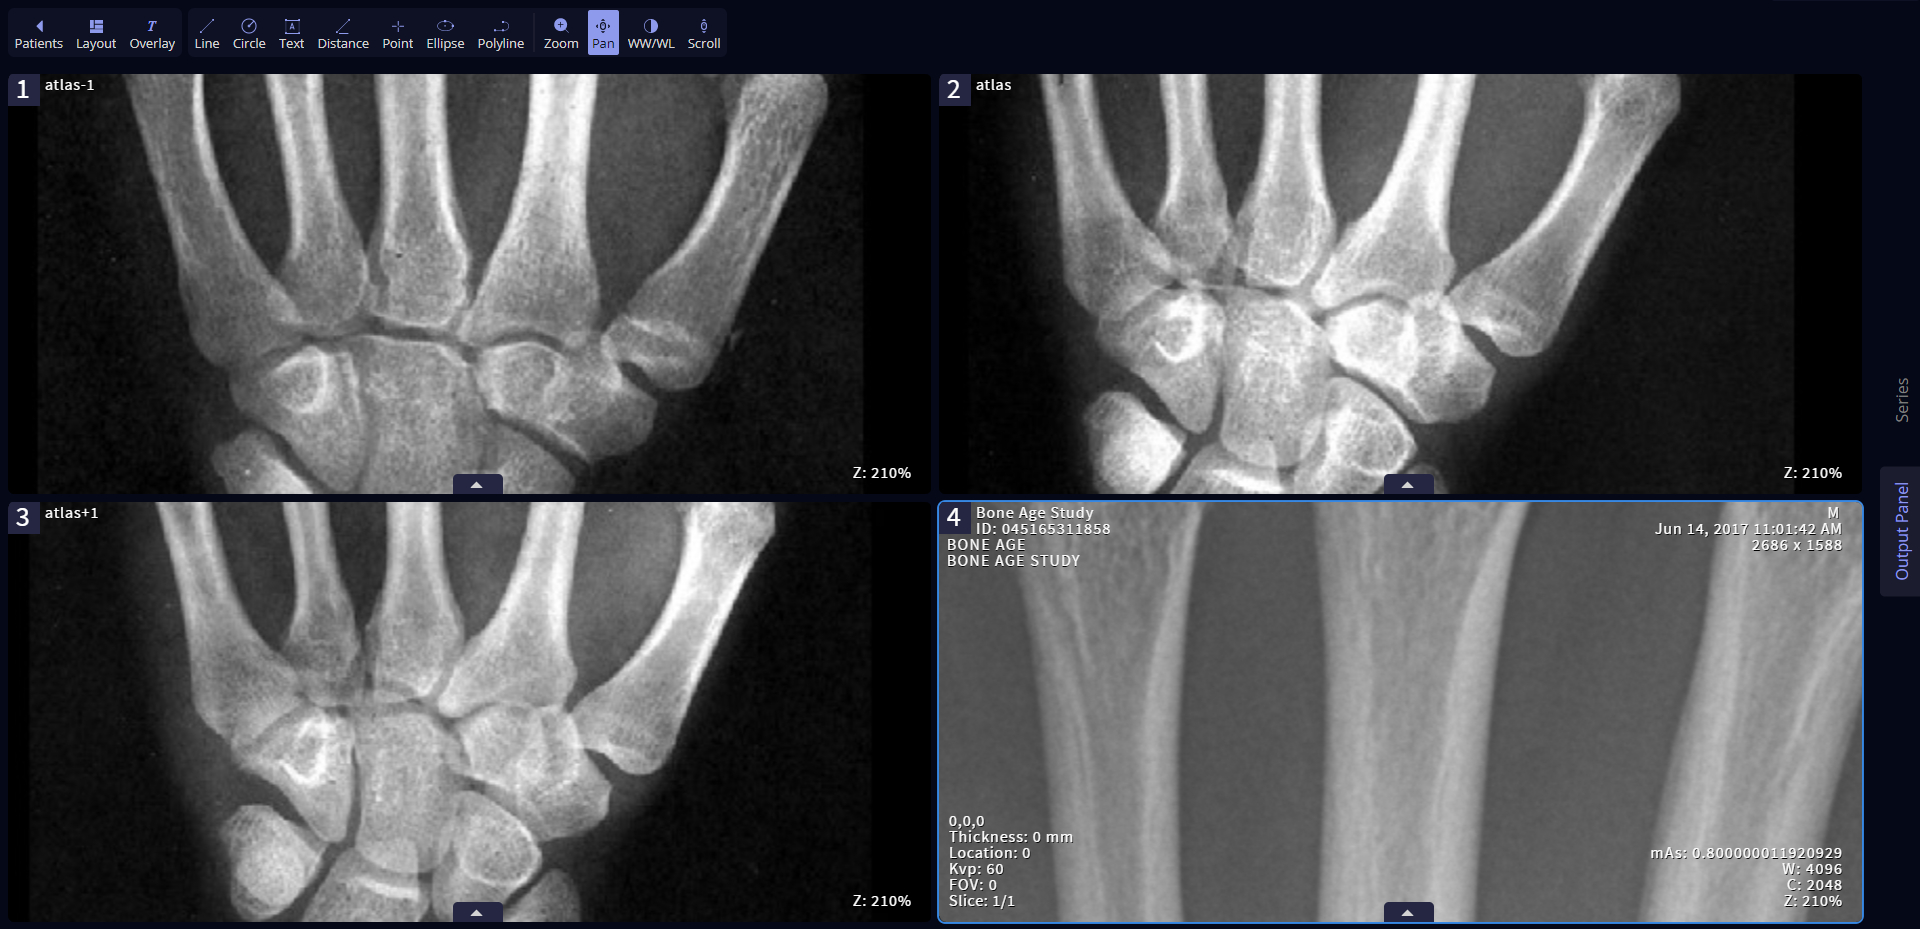 Patients Layout Overlay Line Circle Text Distance Point Ellipse Polyline Zoom Pan WW/WL Scroll
1 atlas-1
Z: 210%
2 atlas
Z: 210%
3 atlas+1
Z: 210%
4 Bone Age Study
ID: 045165311858
BONE AGE
BONE AGE STUDY
M
Jun 14, 2017 11:01:42 AM
2686 x 1588
0,0,0
Thickness: 0 mm
Location: 0
Kvp: 60
FOV: 0
Slice: 1/1
mAs: 0.800000011920929
W: 4096
C: 2048
Z: 210%
Series
Output Panel